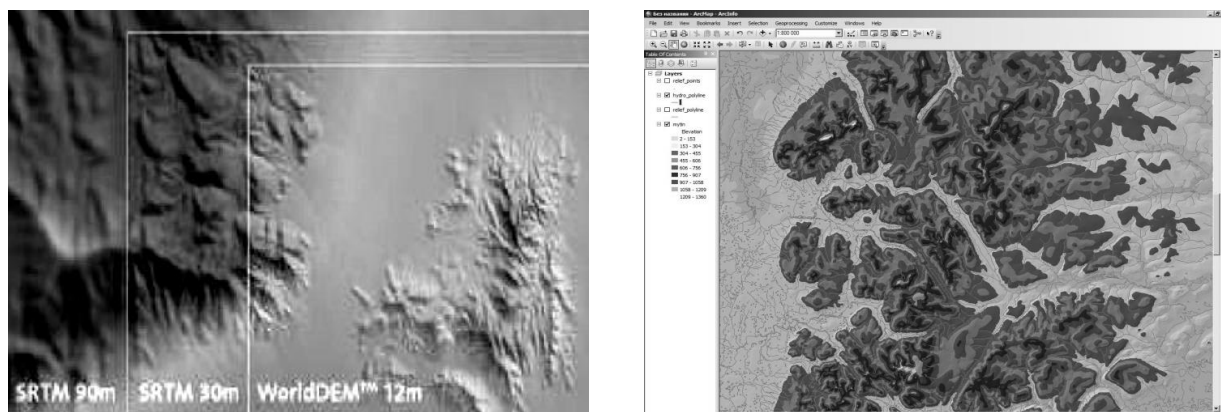 SRTM 90m
SRTM 30m
WorldDEM™ 12m
Без названия - ArcMap - ArcInfo
File Edit View Bookmarks Insert Selection Geoprocessing Customize Windows Help
1:800 000
Table Of Contents
Layers
relief_points
hydro_polyline
relief_polyline
Elevation
2 - 153
153 - 304
304 - 455
455 - 606
606 - 756
756 - 907
907 - 1058
1058 - 1209
1209 - 1360